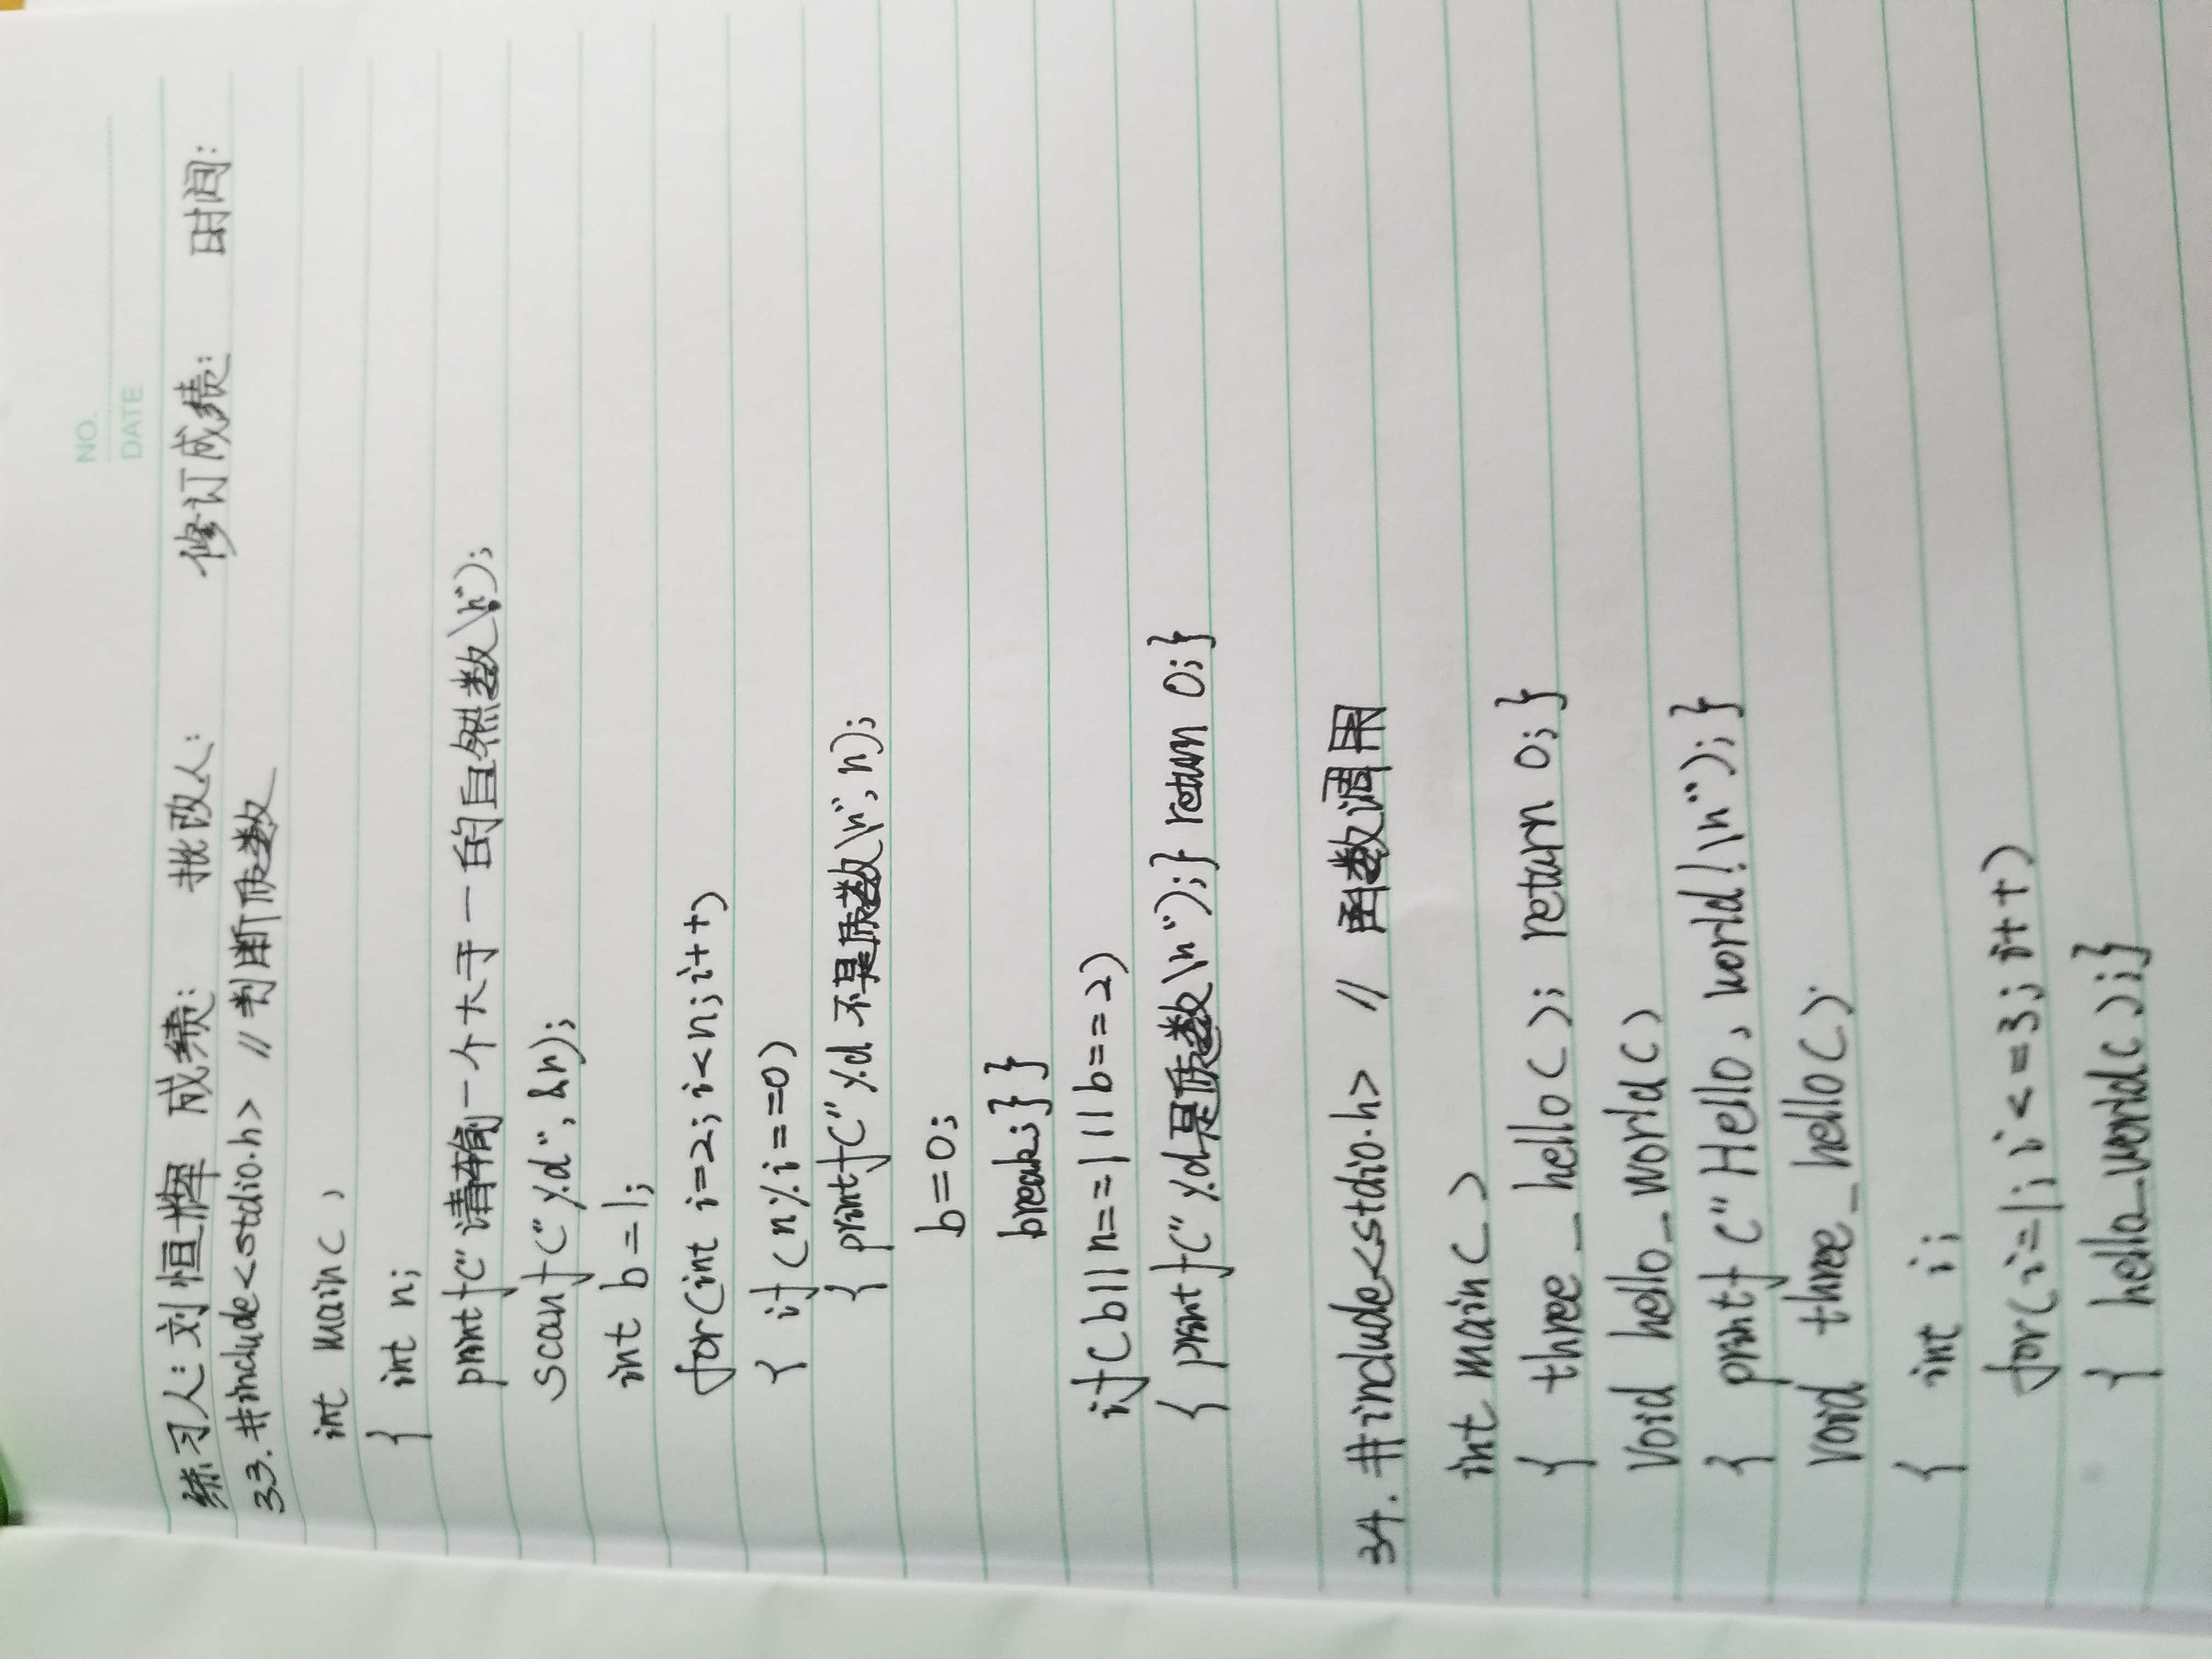 NO.
DATE
练习人：刘恒辉 成绩： 批改人： 修订成绩： 时间：
33. #include<stdio.h> //判断质数
int main( )
{ int n;
printf("请输一个大于一的自然数\n");
scanf("%d", &n);
int b=1;
for(int i=2; i<n; i++)
{ if(n%i==0)
{ printf("%d 不是质数\n", n);
b=0;
break; } }
if(b||n==1||b==2)
{ printf("%d是质数\n"); } return 0; }
34. #include<stdio.h> // 函数调用
int main( )
{ three_hello( ); return 0; }
void hello_world( )
{ printf("Hello, world!\n"); }
void three_hello( )
{ int i;
for(i=1; i<=3; i++)
{ hello_world( ); }